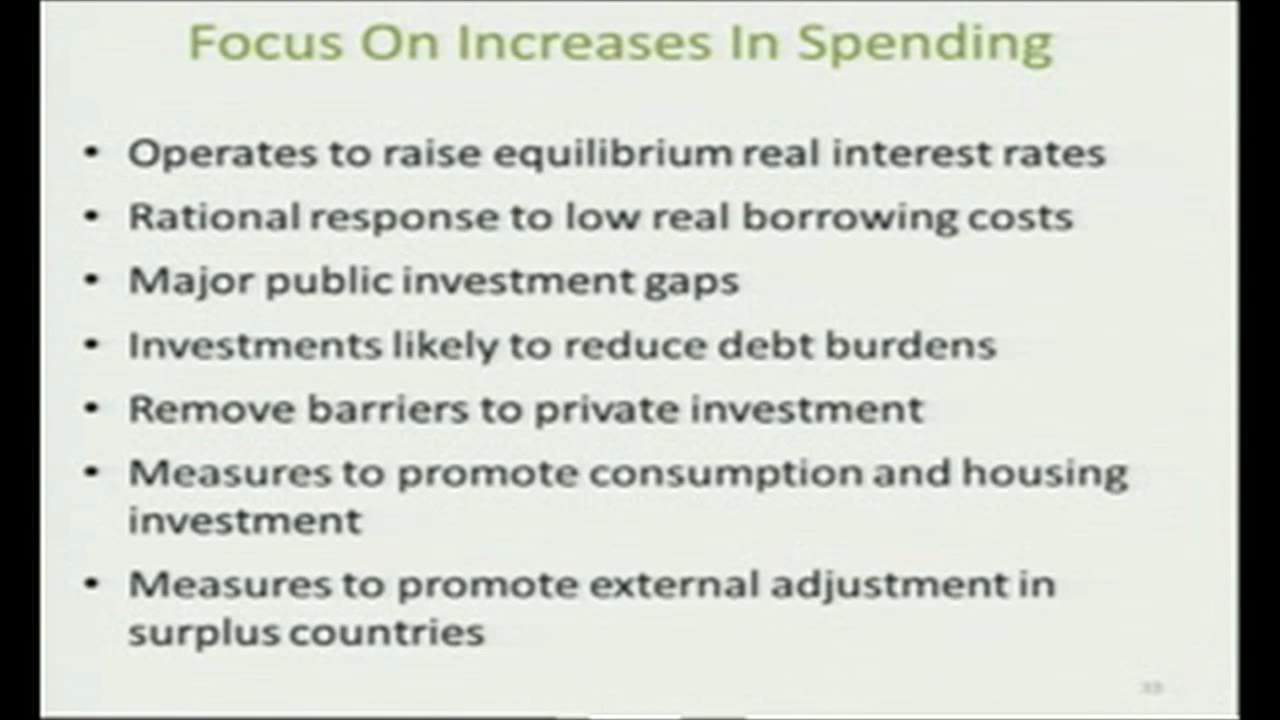 Focus On Increases In Spending
• Operates to raise equilibrium real interest rates
• Rational response to low real borrowing costs
• Major public investment gaps
• Investments likely to reduce debt burdens
• Remove barriers to private investment
• Measures to promote consumption and housing
investment
• Measures to promote external adjustment in
surplus countries